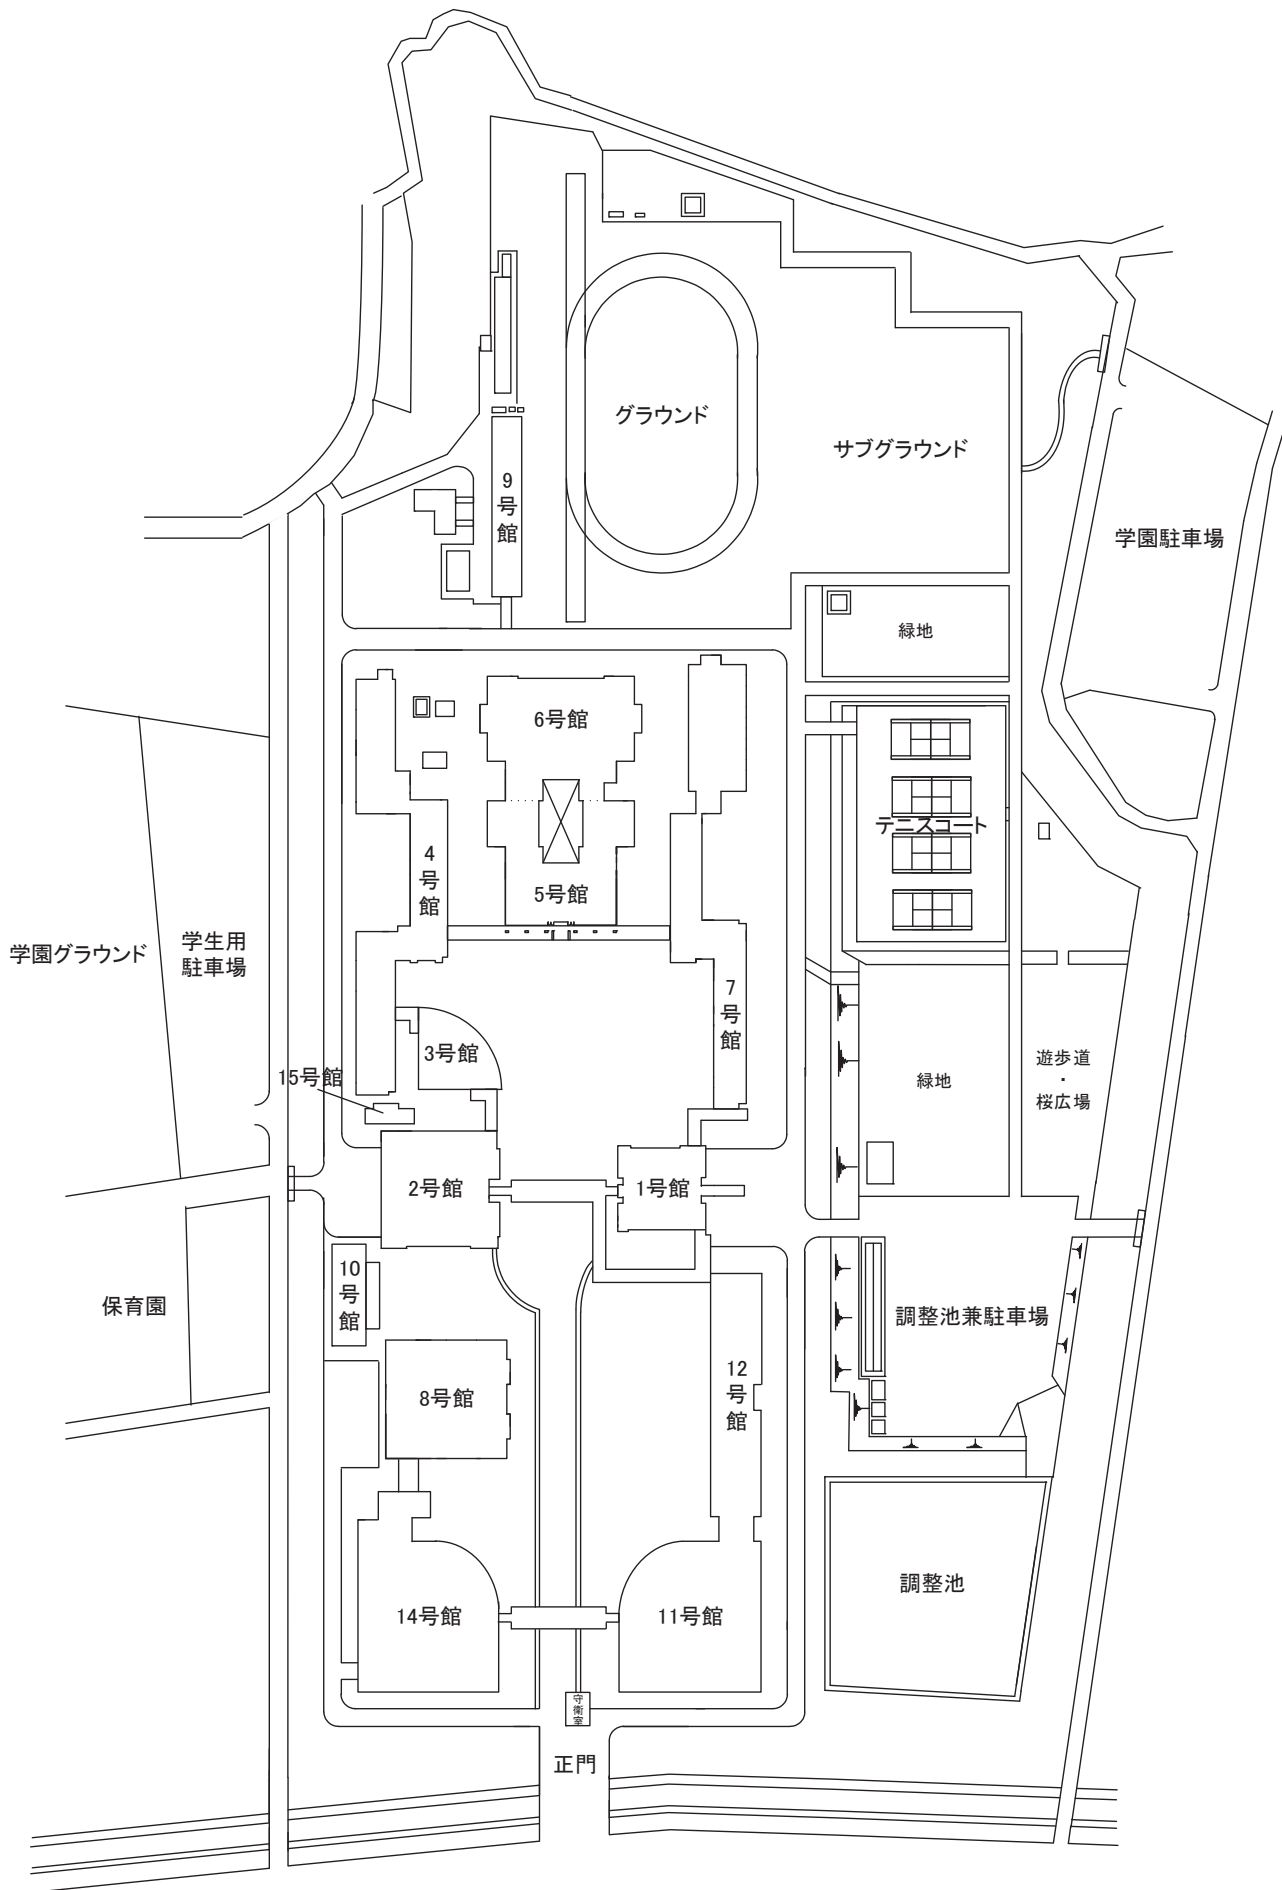 グラウンド
サブグラウンド
9号館
学園駐車場
緑地
6号館
テニスコート
4号館
5号館
学園グラウンド
学生用
駐車場
7号館
3号館
15号館
緑地
遊歩道
・
桜広場
2号館
1号館
10号館
保育園
調整池兼駐車場
8号館
12号館
調整池
14号館
11号館
守衛室
正門